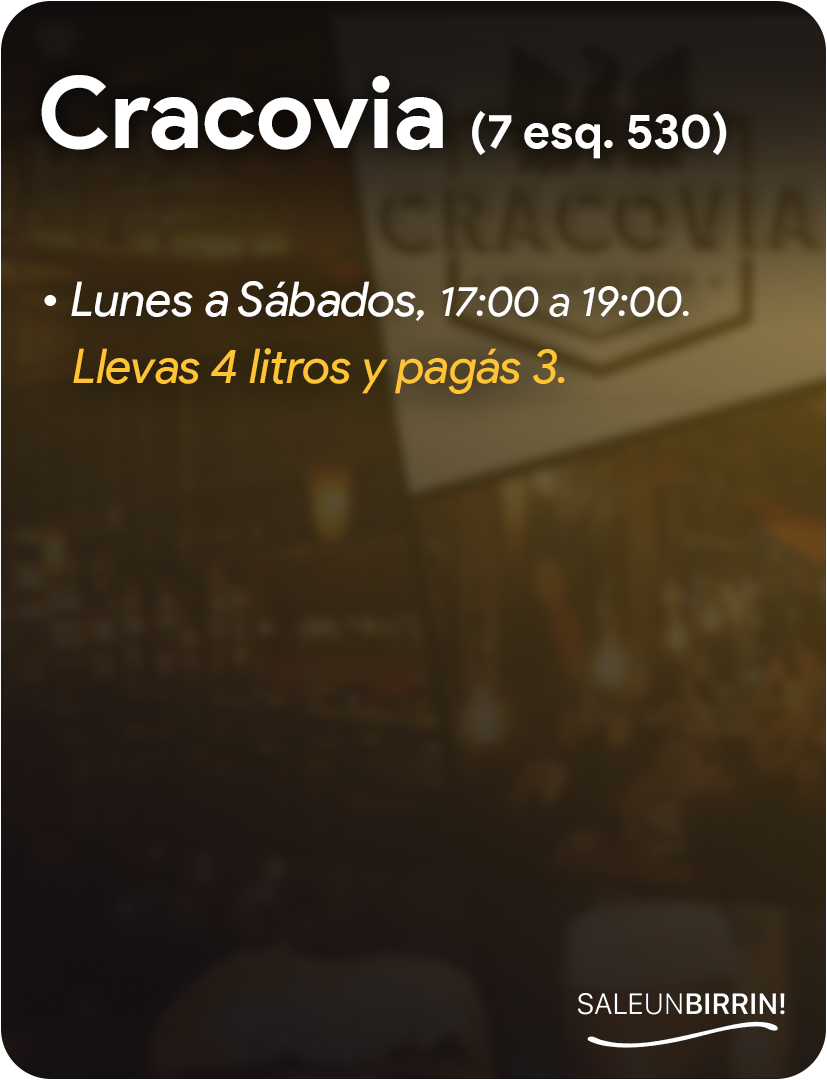 Cracovia (7 esq. 530)
CRACOVIA
• Lunes a Sábados, 17:00 a 19:00.
Llevas 4 litros y pagás 3.
SALEUNBIRRIN!